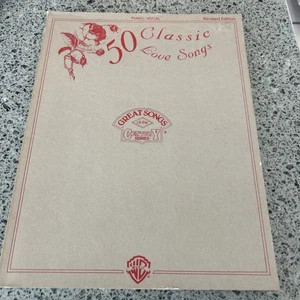 PIANO / VOCAL
Revised Edition
50 Classic
Love Songs
GREAT SONGS
OF THE
CENTURY
SERIES
WB